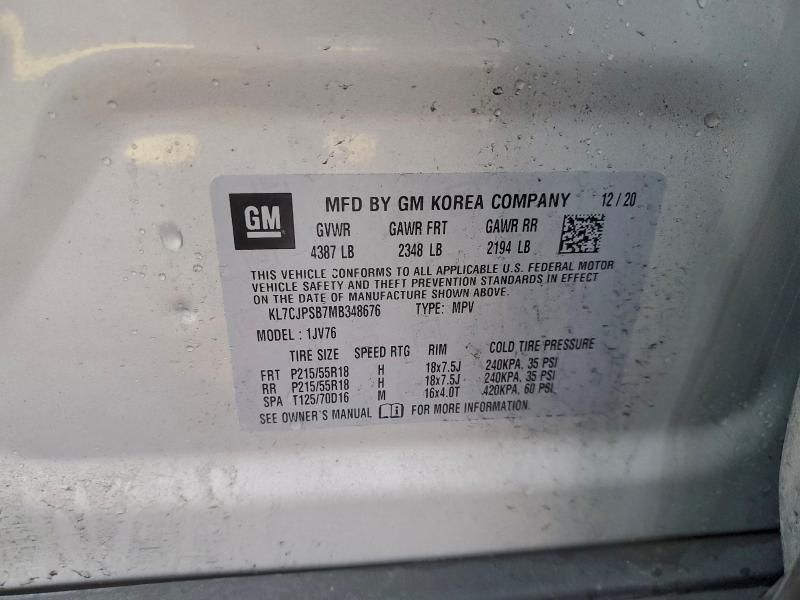 GM
MFD BY GM KOREA COMPANY 12/20
GVWR GAWR FRT GAWR RR
4387 LB 2348 LB 2194 LB
THIS VEHICLE CONFORMS TO ALL APPLICABLE U.S. FEDERAL MOTOR
VEHICLE SAFETY AND THEFT PREVENTION STANDARDS IN EFFECT
ON THE DATE OF MANUFACTURE SHOWN ABOVE.
KL7CJPSB7MB348676 TYPE: MPV
MODEL: 1JV76
TIRE SIZE SPEED RTG RIM COLD TIRE PRESSURE
FRT P215/55R18 H 18x7.5J 240KPA, 35 PSI
RR P215/55R18 H 18x7.5J 240KPA, 35 PSI
SPA T125/70D16 M 16x4.0T 420KPA, 60 PSI
SEE OWNER'S MANUAL FOR MORE INFORMATION.